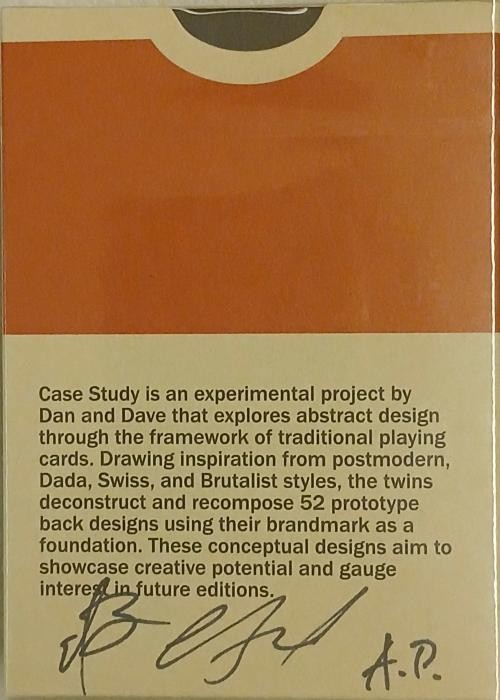 Case Study is an experimental project by
Dan and Dave that explores abstract design
through the framework of traditional playing
cards. Drawing inspiration from postmodern,
Dada, Swiss, and Brutalist styles, the twins
deconstruct and recompose 52 prototype
back designs using their brandmark as a
foundation. These conceptual designs aim to
showcase creative potential and gauge
interest in future editions.
A.P.